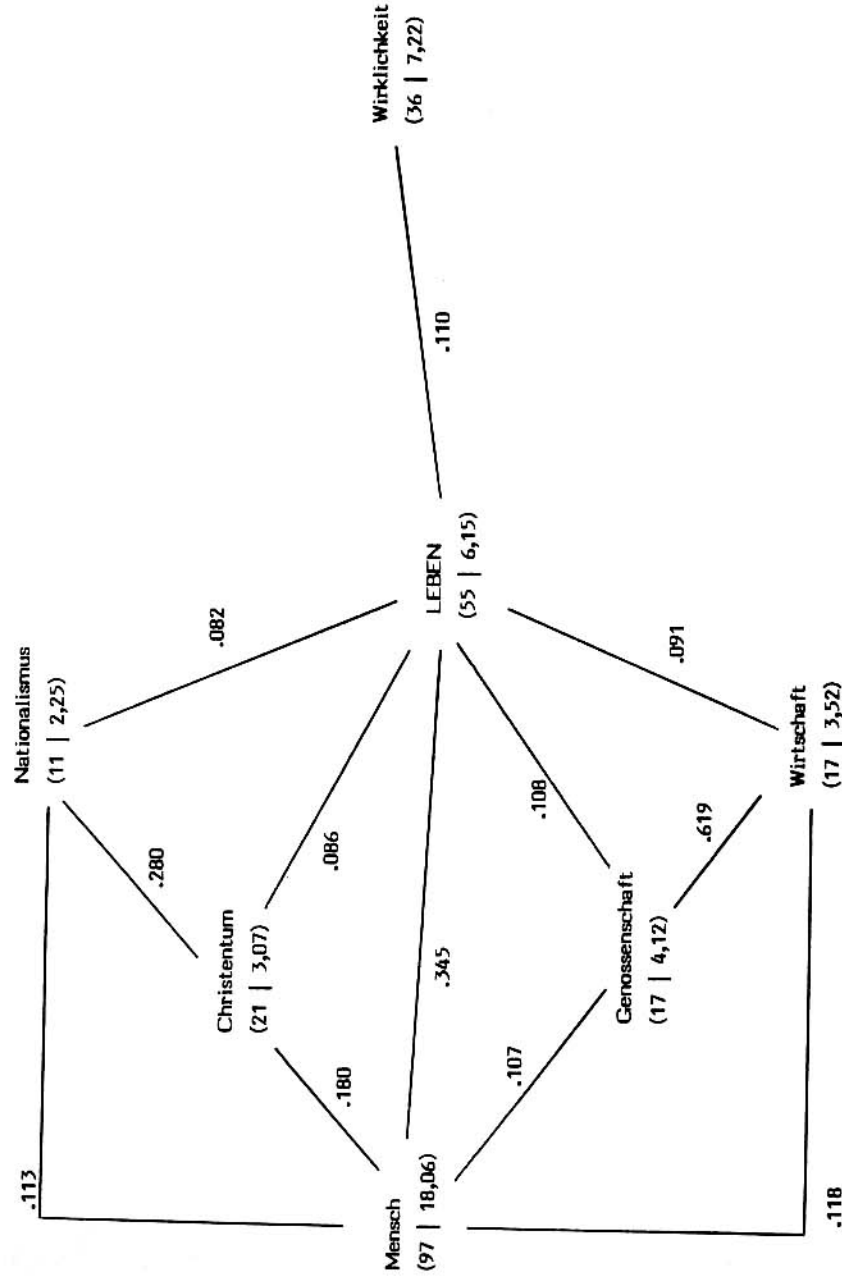 Wirklichkeit
(36 | 7,22)
.110
Nationalismus
(11 | 2,25)
.082
LEBEN
(55 | 6,15)
.091
.280
.086
.108
.619
Wirtschaft
(17 | 3,52)
Christentum
(21 | 3,07)
.345
Genossenschaft
(17 | 4,12)
.113
.180
.107
Mensch
(97 | 18,06)
.118